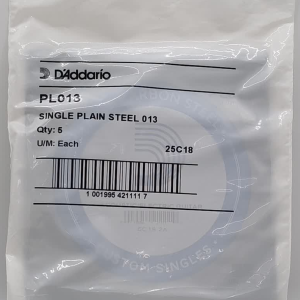 D'Addario
PL013
SINGLE PLAIN STEEL 013
Qty: 5
U/M: Each
25C18
1 001995 421111 7